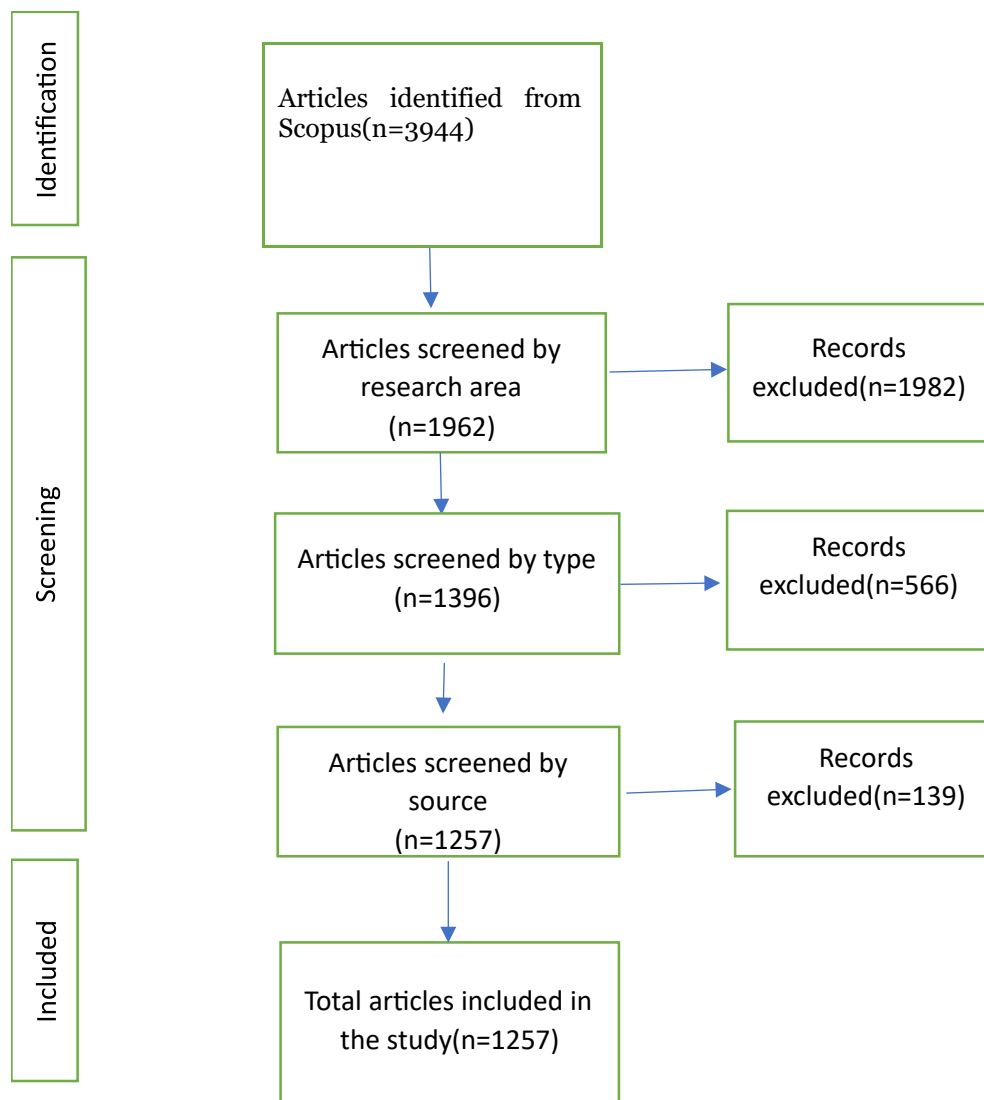 Identification
Articles identified from
Scopus(n=3944)
Screening
Articles screened by
research area
(n=1962)
Records
excluded(n=1982)
Articles screened by type
(n=1396)
Records
excluded(n=566)
Articles screened by
source
(n=1257)
Records
excluded(n=139)
Included
Total articles included in
the study(n=1257)